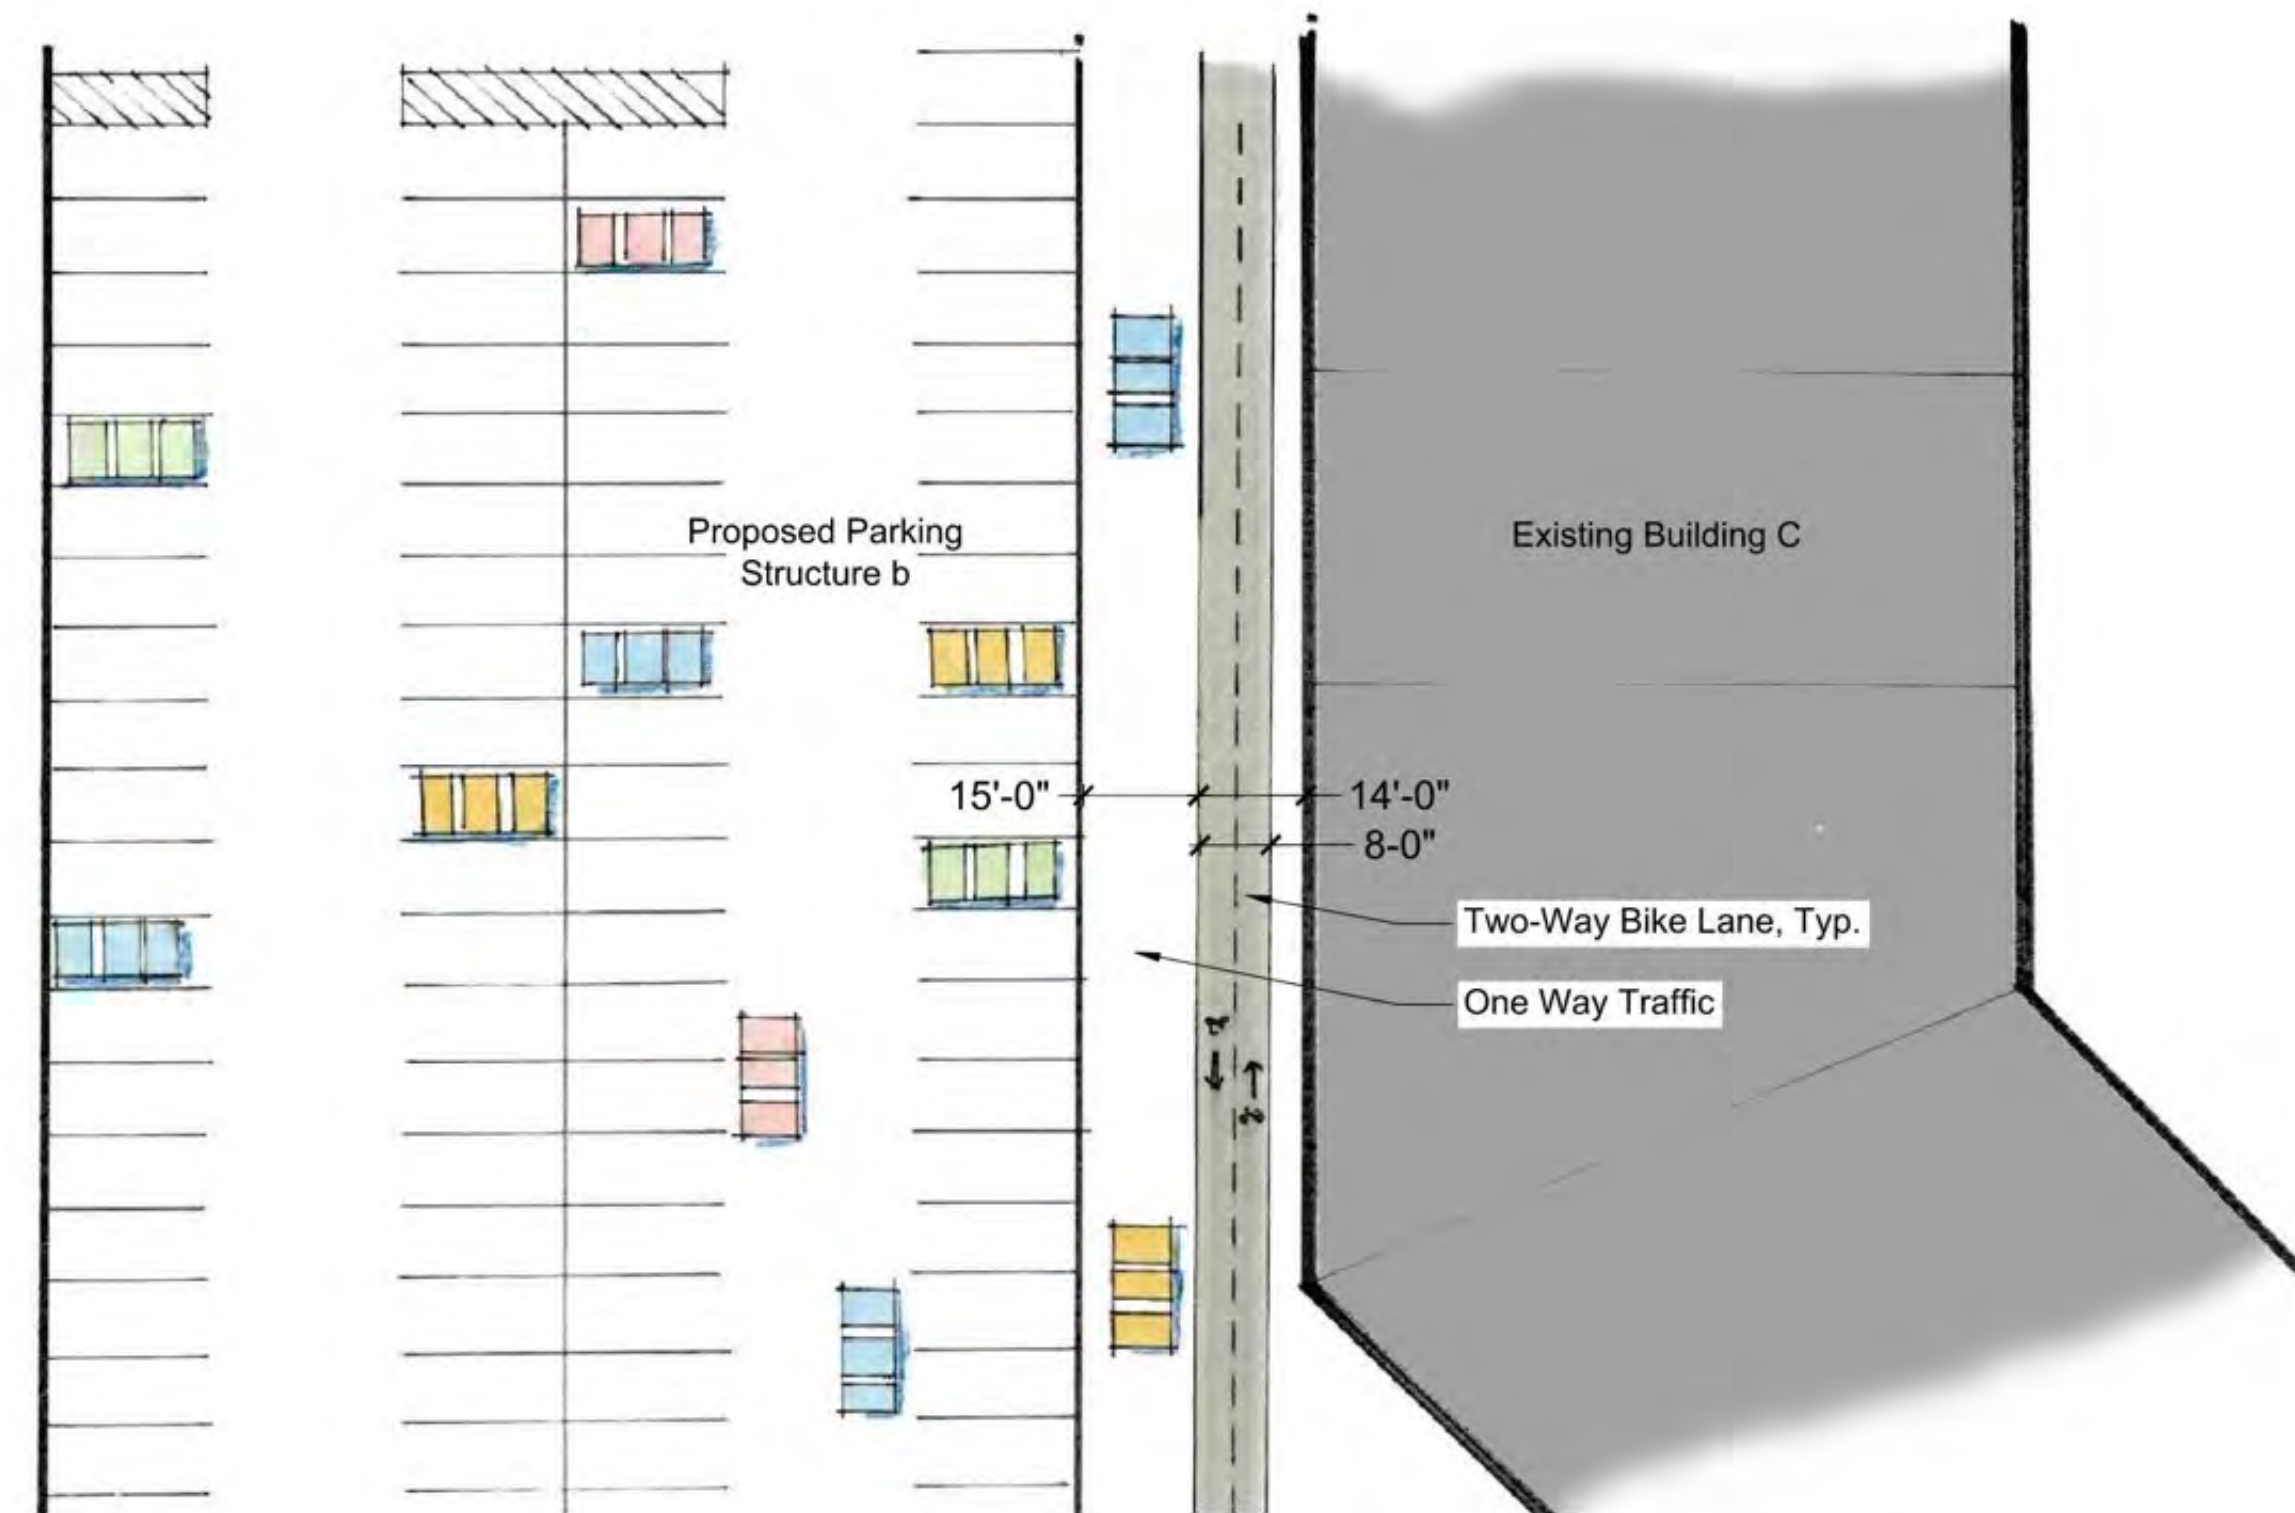 Proposed Parking
Structure b
Existing Building C
15'-0"
14'-0"
8-0"
Two-Way Bike Lane, Typ.
One Way Traffic